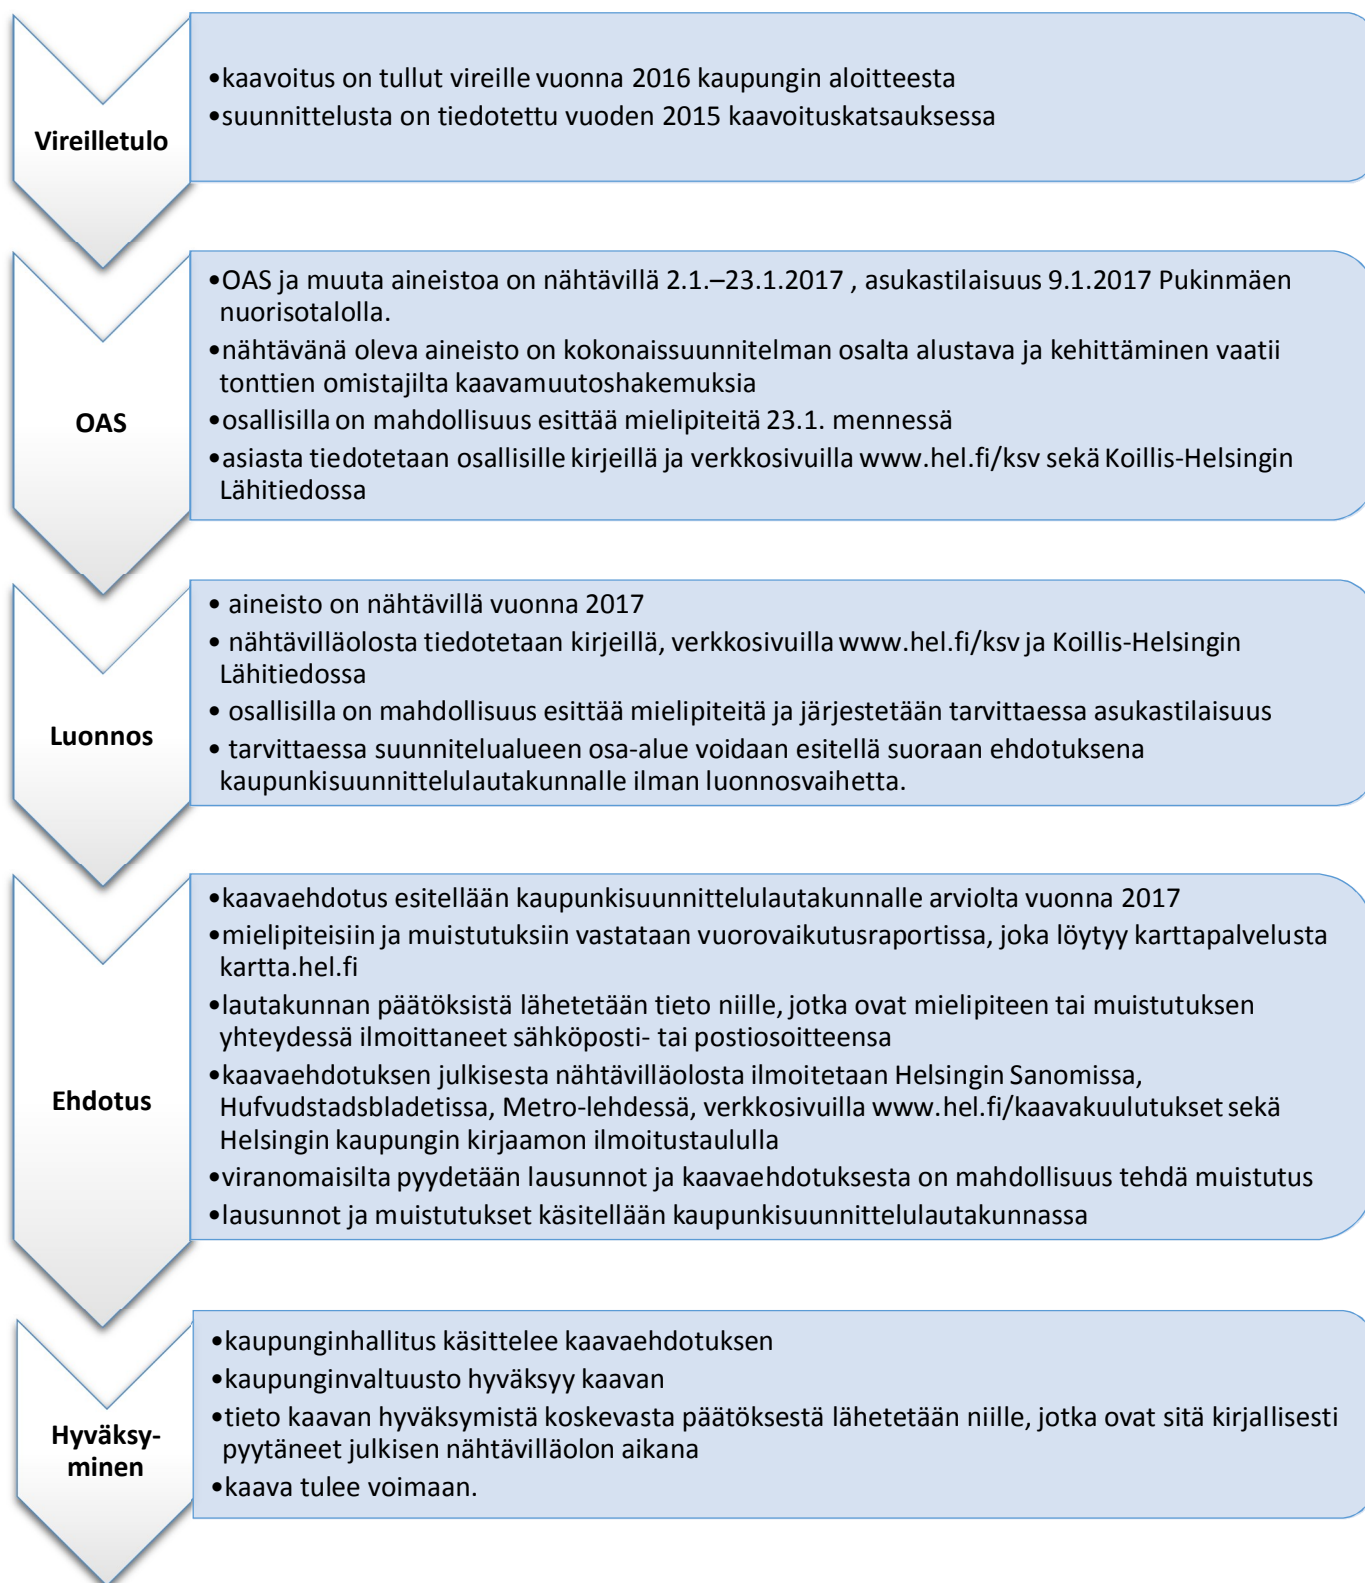 Vireilletulo
•kaavoitus on tullut vireille vuonna 2016 kaupungin aloitteesta
•suunnittelusta on tiedotettu vuoden 2015 kaavoituskatsauksessa
OAS
•OAS ja muuta aineistoa on nähtävillä 2.1.–23.1.2017 , asukastilaisuus 9.1.2017 Pukinmäen
nuorisotalolla.
•nähtävänä oleva aineisto on kokonaissuunnitelman osalta alustava ja kehittäminen vaatii
tonttien omistajilta kaavamuutoshakemuksia
•osallisilla on mahdollisuus esittää mielipiteitä 23.1. mennessä
•asiasta tiedotetaan osallisille kirjeillä ja verkkosivuilla www.hel.fi/ksv sekä Koillis-Helsingin
Lähitiedossa
Luonnos
• aineisto on nähtävillä vuonna 2017
• nähtävilläolosta tiedotetaan kirjeillä, verkkosivuilla www.hel.fi/ksv ja Koillis-Helsingin
Lähitiedossa
• osallisilla on mahdollisuus esittää mielipiteitä ja järjestetään tarvittaessa asukastilaisuus
• tarvittaessa suunnitelualueen osa-alue voidaan esitellä suoraan ehdotuksena
kaupunkisuunnittelulautakunnalle ilman luonnosvaihetta.
Ehdotus
•kaavaehdotus esitellään kaupunkisuunnittelulautakunnalle arviolta vuonna 2017
•mielipiteisiin ja muistutuksiin vastataan vuorovaikutusraportissa, joka löytyy karttapalvelusta
kartta.hel.fi
•lautakunnan päätöksistä lähetetään tieto niille, jotka ovat mielipiteen tai muistutuksen
yhteydessä ilmoittaneet sähköposti- tai postiosoitteensa
•kaavaehdotuksen julkisesta nähtävilläolosta ilmoitetaan Helsingin Sanomissa,
Hufvudstadsbladetissa, Metro-lehdessä, verkkosivuilla www.hel.fi/kaavakuulutukset sekä
Helsingin kaupungin kirjaamon ilmoitustaululla
•viranomaisilta pyydetään lausunnot ja kaavaehdotuksesta on mahdollisuus tehdä muistutus
•lausunnot ja muistutukset käsitellään kaupunkisuunnittelulautakunnassa
Hyväksy-
minen
•kaupunginhallitus käsittelee kaavaehdotuksen
•kaupunginvaltuusto hyväksyy kaavan
•tieto kaavan hyväksymistä koskevasta päätöksestä lähetetään niille, jotka ovat sitä kirjallisesti
pyytäneet julkisen nähtävilläolon aikana
•kaava tulee voimaan.